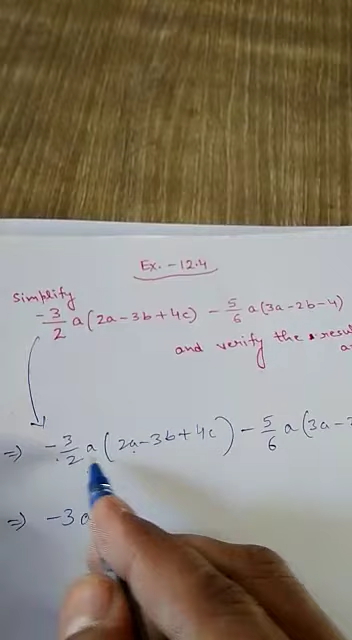 Ex. - 12.4
Simplify
-3/2 a (2a - 3b + 4c) - 5/6 a (3a - 2b - 4)
and verify the result
⇒ -3/2 a (2a - 3b + 4c) - 5/6 a (3a -
⇒ -3a